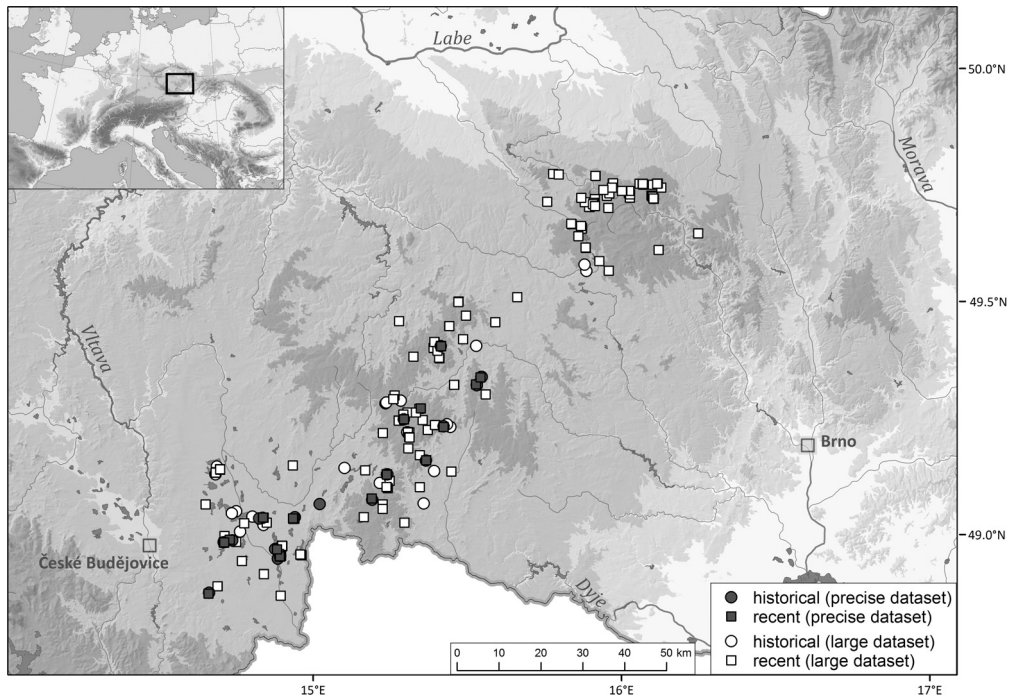 Labe
50.0°N
Morava
49.5°N
Vltava
Brno
49.0°N
České Budějovice
Dyje
historical (precise dataset)
recent (precise dataset)
historical (large dataset)
recent (large dataset)
0 10 20 30 40 50 km
15°E
16°E
17°E